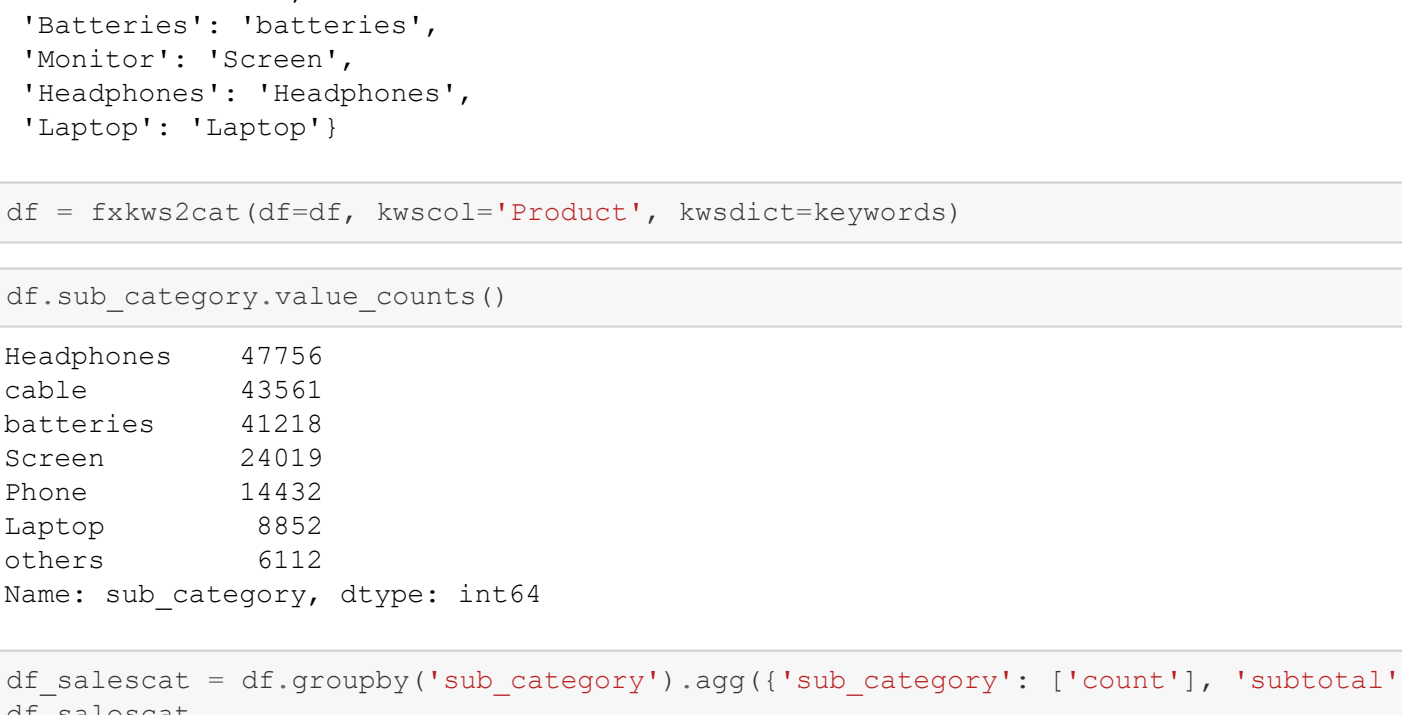 'Batteries': 'batteries',
'Monitor': 'Screen',
'Headphones': 'Headphones',
'Laptop': 'Laptop'}
df = fxkws2cat(df=df, kwscol='Product', kwsdict=keywords)
df.sub_category.value_counts()
Headphones 47756
cable 43561
batteries 41218
Screen 24019
Phone 14432
Laptop 8852
others 6112
Name: sub_category, dtype: int64
df_salescat = df.groupby('sub_category').agg({'sub_category': ['count'], 'subtotal'
df_salescat